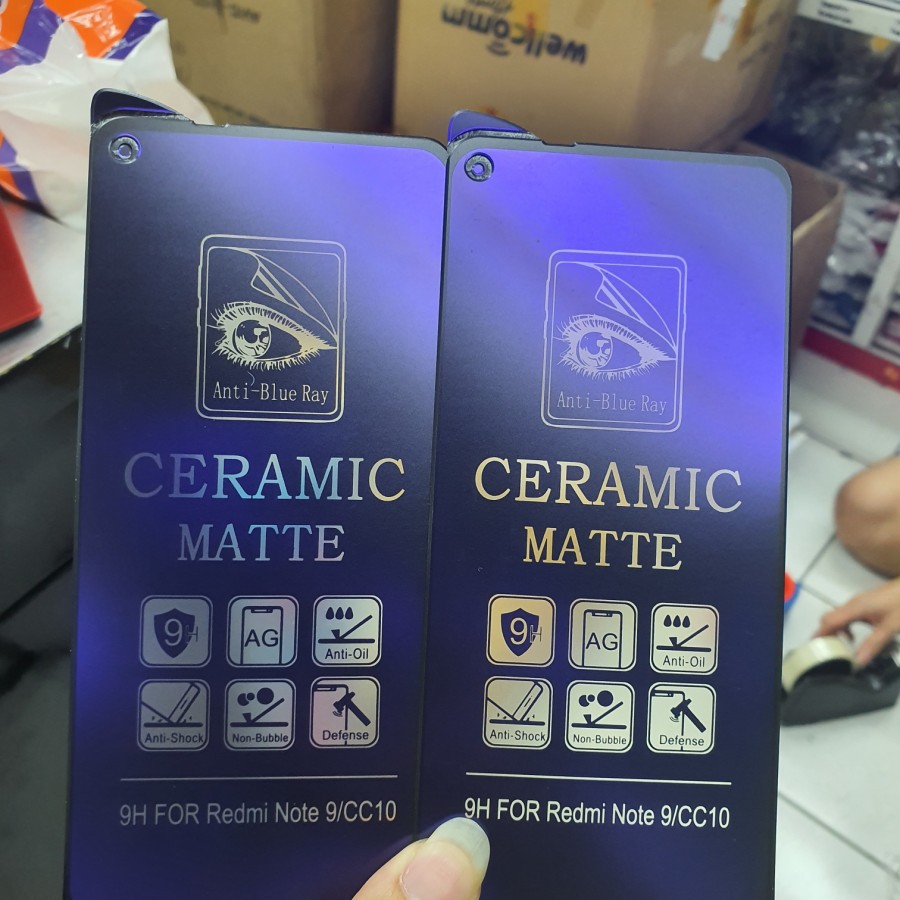 wellcomm
Anti-Blue Ray
CERAMIC
MATTE
9H
AG
Anti-Oil
Anti-Shock
Non-Bubble
Defense
9H FOR Redmi Note 9/CC10
Anti-Blue Ray
CERAMIC
MATTE
9H
AG
Anti-Oil
Anti-Shock
Non-Bubble
Defense
9H FOR Redmi Note 9/CC10